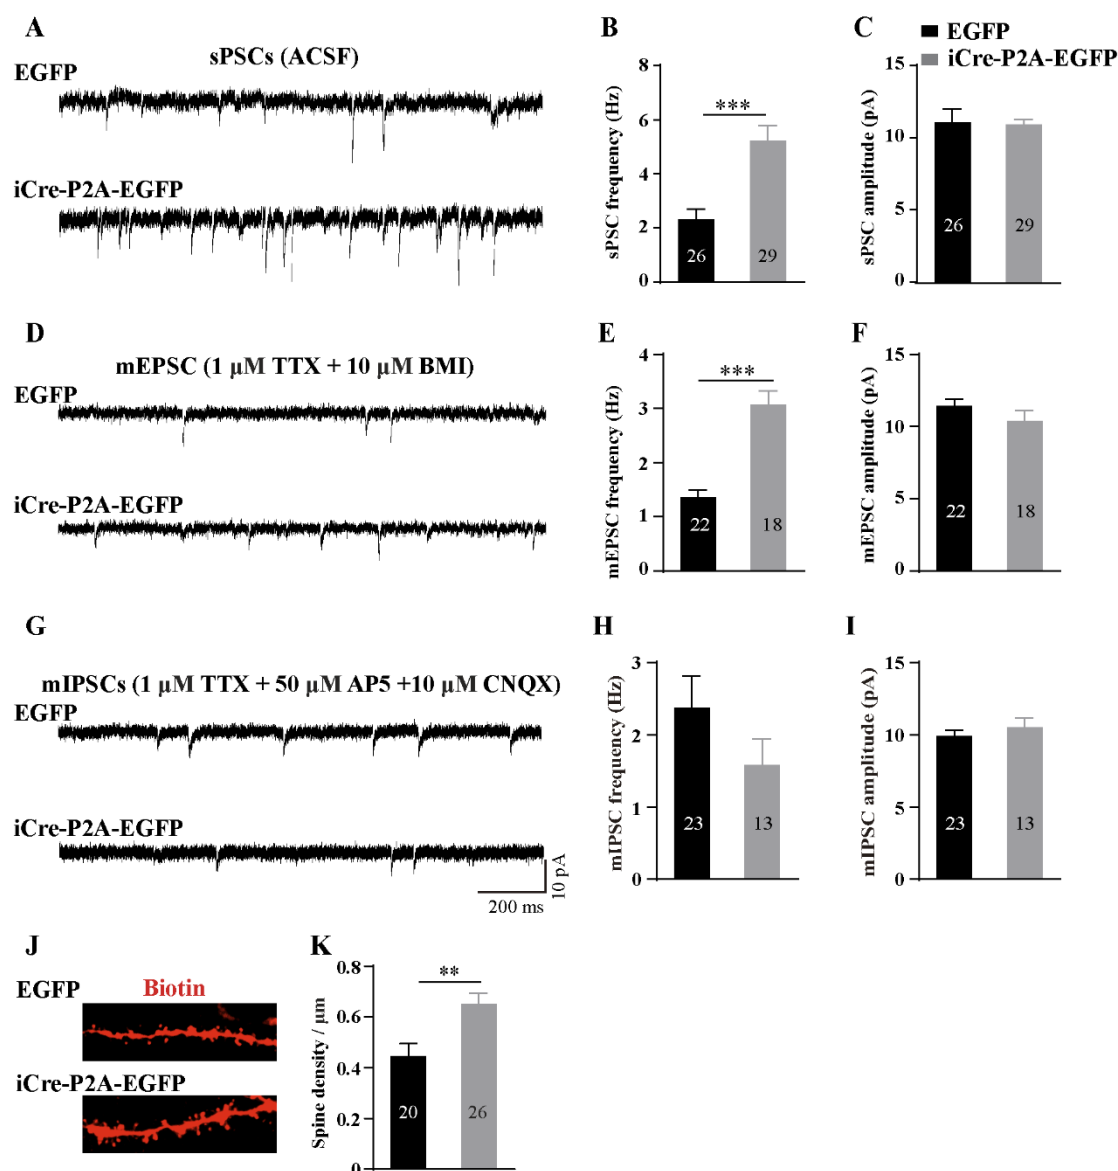 A
sPSCs (ACSF)
EGFP
iCre-P2A-EGFP
B
sPSC frequency (Hz)
8
6
4
2
0
***
26
29
C
EGFP
iCre-P2A-EGFP
sPSC amplitude (pA)
15
10
5
0
26
29
D
mEPSC (1 µM TTX + 10 µM BMI)
EGFP
iCre-P2A-EGFP
E
mEPSC frequency (Hz)
4
3
2
1
0
***
22
18
F
mEPSC amplitude (pA)
15
10
5
0
22
18
G
mIPSCs (1 µM TTX + 50 µM AP5 +10 µM CNQX)
EGFP
iCre-P2A-EGFP
10 pA
200 ms
H
mIPSC frequency (Hz)
3
2
1
0
23
13
I
mIPSC amplitude (pA)
15
10
5
0
23
13
J
EGFP
Biotin
iCre-P2A-EGFP
K
Spine density / µm
0.8
0.6
0.4
0.2
0
**
20
26